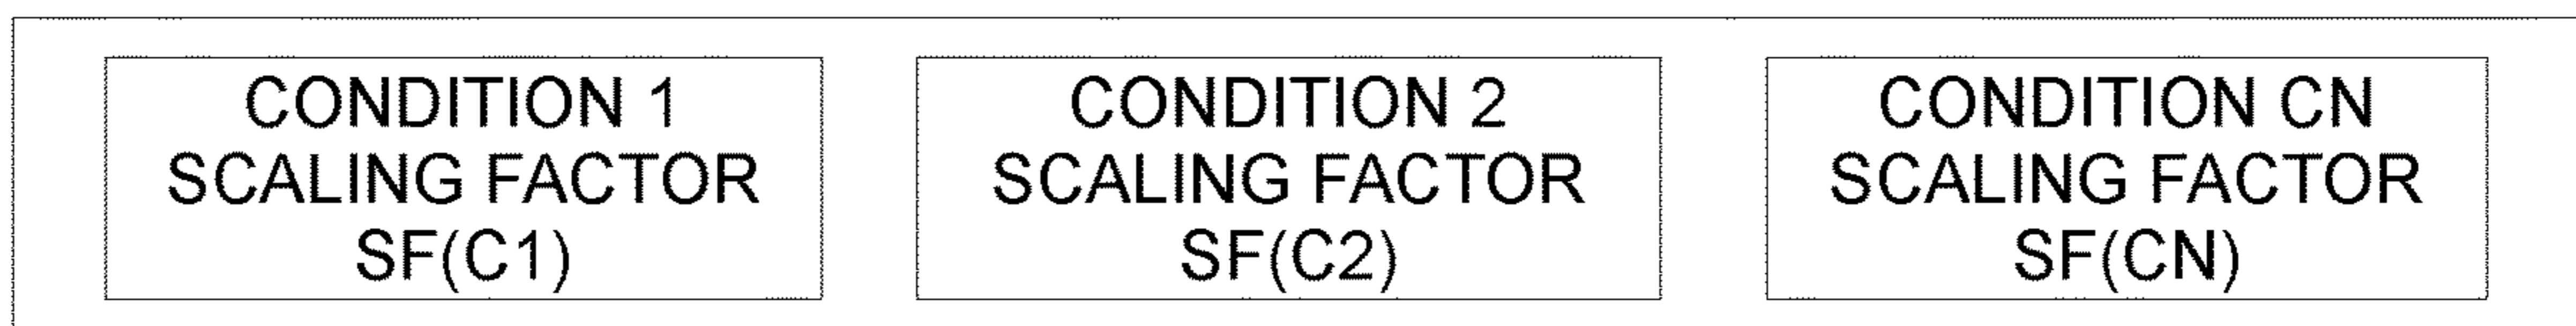 CONDITION 1
SCALING FACTOR
SF(C1)
CONDITION 2
SCALING FACTOR
SF(C2)
CONDITION CN
SCALING FACTOR
SF(CN)